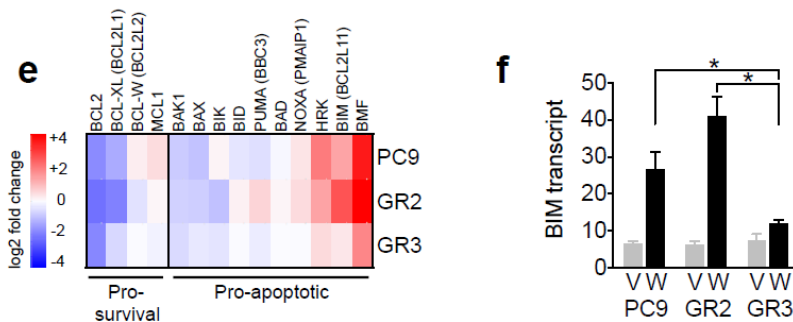 e
BCL2
BCL-XL (BCL2L1)
BCL-W (BCL2L2)
MCL1
BAK1
BAX
BIK
BID
PUMA (BBC3)
BAD
NOXA (PMAIP1)
HRK
BIM (BCL2L11)
BMF
log2 fold change
+4
+2
0
-2
-4
PC9
GR2
GR3
Pro-
survival
Pro-apoptotic
f
BIM transcript
50
40
30
20
10
0
* 
*
V W V W V W
PC9 GR2 GR3